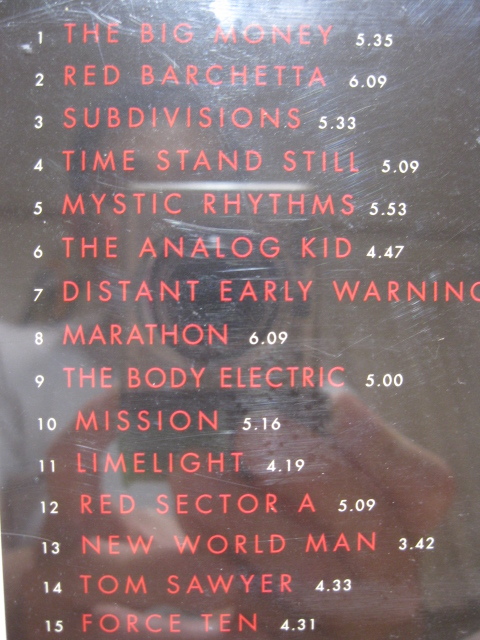 1 THE BIG MONEY 5.35
2 RED BARCHETTA 6.09
3 SUBDIVISIONS 5.33
4 TIME STAND STILL 5.09
5 MYSTIC RHYTHMS 5.53
6 THE ANALOG KID 4.47
7 DISTANT EARLY WARNING
8 MARATHON 6.09
9 THE BODY ELECTRIC 5.00
10 MISSION 5.16
11 LIMELIGHT 4.19
12 RED SECTOR A 5.09
13 NEW WORLD MAN 3.42
14 TOM SAWYER 4.33
15 FORCE TEN 4.31